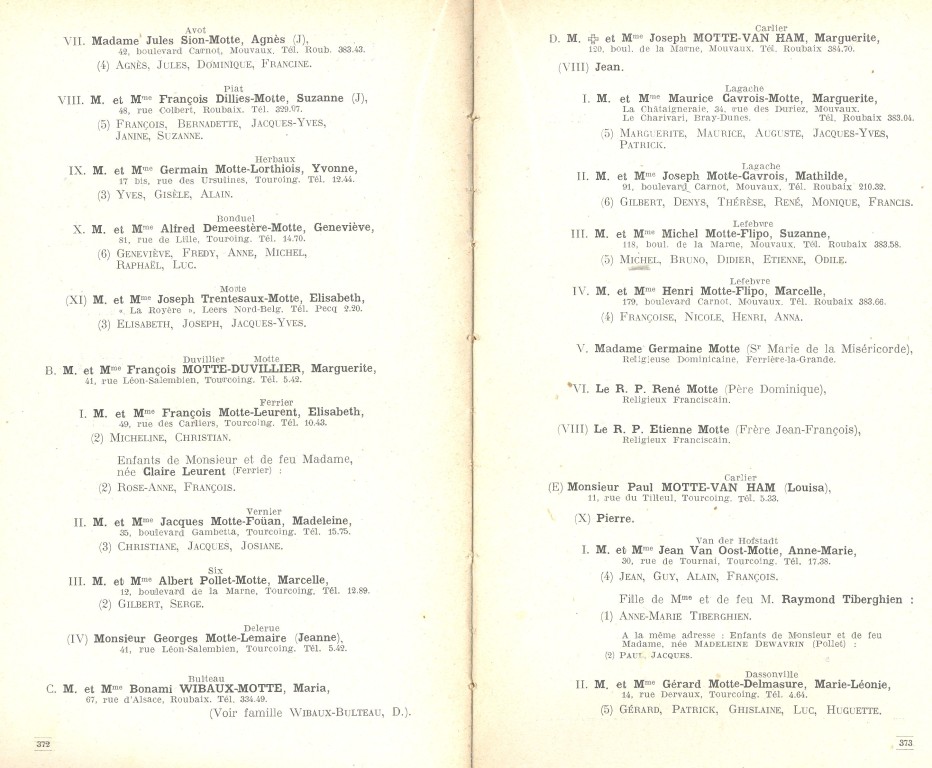 Avot
VII. Madame Jules Sion-Motte, Agnès (J),
42, boulevard Carnot, Mouvaux. Tél. Roub. 383.43.
(4) AGNÈS, JULES, DOMINIQUE, FRANCINE.
Piat
VIII. M. et Mme François Dillies-Motte, Suzanne (J),
48, rue Colbert, Roubaix. Tél. 329.07.
(5) FRANÇOIS, BERNADETTE, JACQUES-YVES,
JANINE, SUZANNE.
Herbaux
IX. M. et Mme Germain Motte-Lorthiois, Yvonne,
17 bis, rue des Ursulines, Tourcoing. Tél. 12.44.
(3) YVES, GISÈLE, ALAIN.
Bonduel
X. M. et Mme Alfred Demeestère-Motte, Geneviève,
81, rue de Lille, Tourcoing. Tél. 14.70.
(6) GENEVIÈVE, FREDY, ANNE, MICHEL,
RAPHAËL, LUC.
Motte
(XI) M. et Mme Joseph Trentesaux-Motte, Elisabeth,
« La Royère », Leers Nord-Belg. Tél. Pecq 2.20.
(3) ELISABETH, JOSEPH, JACQUES-YVES.
Duvillier Motte
B. M. et Mme François MOTTE-DUVILLIER, Marguerite,
41, rue Léon-Salembien, Tourcoing. Tél. 5.42.
Ferrier
I. M. et Mme François Motte-Leurent, Elisabeth,
49, rue des Carliers, Tourcoing. Tél. 10.43.
(2) MICHELINE, CHRISTIAN.
Enfants de Monsieur et de feu Madame,
née Claire Leurent (Ferrier) :
(2) ROSE-ANNE, FRANÇOIS.
Vernier
II. M. et Mme Jacques Motte-Foüan, Madeleine,
35, boulevard Gambetta, Tourcoing. Tél. 15.75.
(3) CHRISTIANE, JACQUES, JOSIANE.
Six
III. M. et Mme Albert Pollet-Motte, Marcelle,
12, boulevard de la Marne, Tourcoing. Tél. 12.89.
(2) GILBERT, SERGE.
Delerue
(IV) Monsieur Georges Motte-Lemaire (Jeanne),
41, rue Léon-Salembien, Tourcoing. Tél. 5.42.
Bulteau
C. M. et Mme Bonami WIBAUX-MOTTE, Maria,
67, rue d'Alsace, Roubaix. Tél. 334.49.
(Voir famille WIBAUX-BULTEAU, D.).
372
Carlier
D. M. ✠ et Mme Joseph MOTTE-VAN HAM, Marguerite,
120, boul. de la Marne, Mouvaux. Tél. Roubaix 384.70.
(VIII) Jean.
Lagache
I. M. et Mme Maurice Gavrois-Motte, Marguerite,
La Châtaigneraie, 34, rue des Duriez, Mouvaux.
Le Charivari, Bray-Dunes. Tél. Roubaix 383.04.
(5) MARGUERITE, MAURICE, AUGUSTE, JACQUES-YVES,
PATRICK.
Lagache
II. M. et Mme Joseph Motte-Gavrois, Mathilde,
91, boulevard Carnot, Mouvaux. Tél. Roubaix 210.32.
(6) GILBERT, DENYS, THÉRÈSE, RENÉ, MONIQUE, FRANCIS.
Lefebvre
III. M. et Mme Michel Motte-Flipo, Suzanne,
118, boul. de la Marne, Mouvaux. Tél. Roubaix 383.58.
(5) MICHEL, BRUNO, DIDIER, ETIENNE, ODILE.
Lefebvre
IV. M. et Mme Henri Motte-Flipo, Marcelle,
179, boulevard Carnot, Mouvaux. Tél. Roubaix 383.66.
(4) FRANÇOISE, NICOLE, HENRI, ANNA.
V. Madame Germaine Motte (Sr Marie de la Miséricorde),
Religieuse Dominicaine, Ferrière-la-Grande.
VI. Le R. P. René Motte (Père Dominique),
Religieux Franciscain.
(VIII) Le R. P. Etienne Motte (Frère Jean-François),
Religieux Franciscain.
Carlier
(E) Monsieur Paul MOTTE-VAN HAM (Louisa),
11, rue du Tilleul, Tourcoing. Tél. 5.33.
(X) Pierre.
Van der Hofstadt
I. M. et Mme Jean Van Oost-Motte, Anne-Marie,
30, rue de Tournai, Tourcoing. Tél. 17.38.
(4) JEAN, GUY, ALAIN, FRANÇOIS.
Fille de Mme et de feu M. Raymond Tiberghien :
(1) ANNE-MARIE TIBERGHIEN.
A la même adresse : Enfants de Monsieur et de feu
Madame, née MADELEINE DEWAVRIN (Pollet) :
(2) PAUL, JACQUES.
Dassonville
II. M. et Mme Gérard Motte-Delmasure, Marie-Léonie,
14, rue Dervaux, Tourcoing. Tél. 4.64.
(5) GÉRARD, PATRICK, GHISLAINE, LUC, HUGUETTE.
373